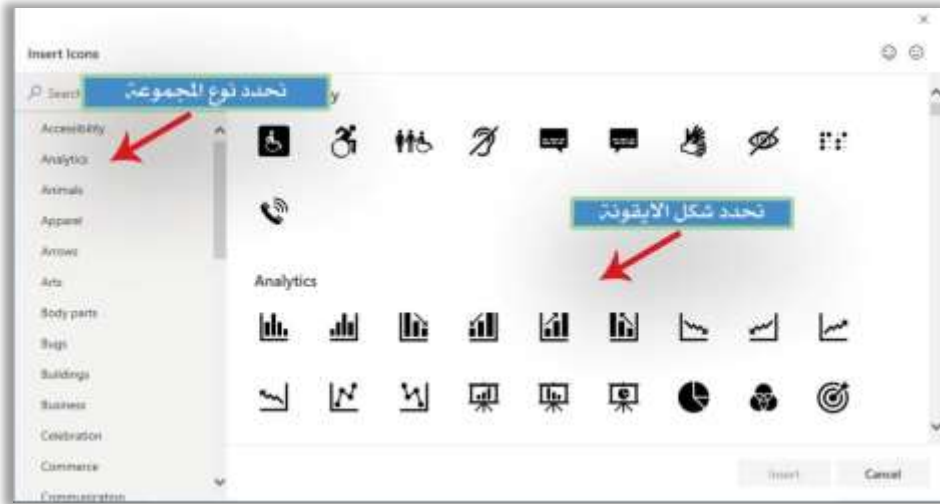 Insert Icons
Search
تحدد نوع المجموعة
y
Accessibility
Analytics
Animals
Apparel
Arrows
Arts
Body parts
Bugs
Buildings
Business
Celebration
Commerce
Communication
تحدد شكل الايقونة
Analytics
Insert
Cancel